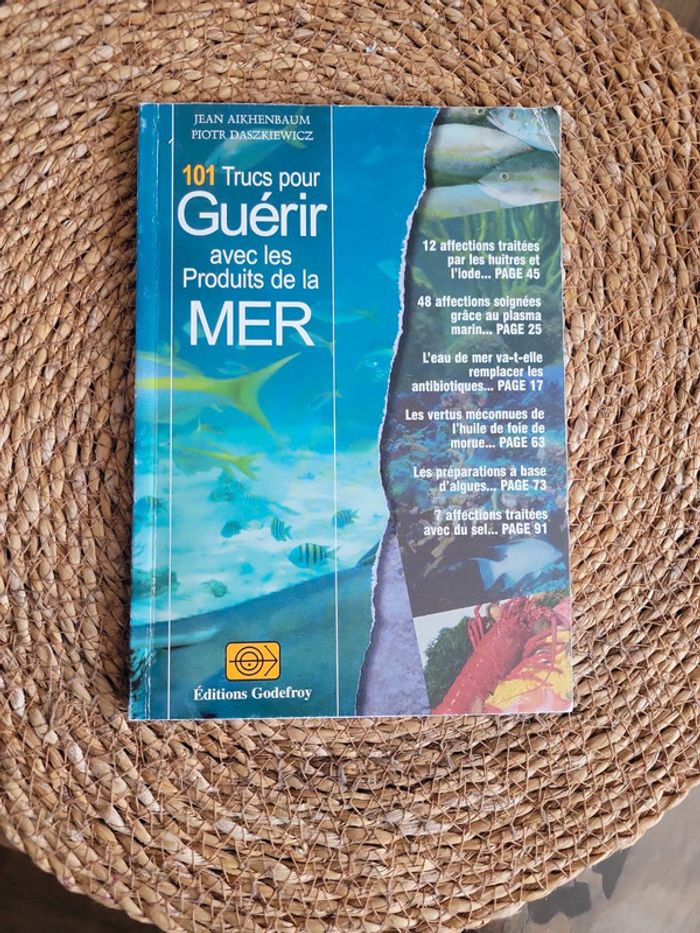 JEAN AIKHENBAUM
PIOTR DASZKIEWICZ
101 Trucs pour
Guérir
avec les
Produits de la
MER
12 affections traitées
par les huîtres et
l'iode... PAGE 45
48 affections soignées
grâce au plasma
marin... PAGE 25
L'eau de mer va-t-elle
remplacer les
antibiotiques... PAGE 17
Les vertus méconnues de
l'huile de foie de
morue... PAGE 63
Les préparations à base
d'algues... PAGE 73
7 affections traitées
avec du sel... PAGE 91
Éditions Godefroy